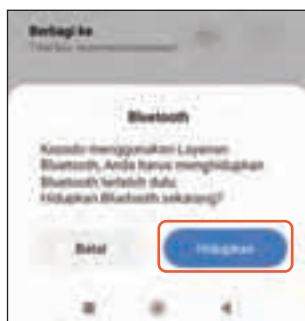 Berbagi ke
Bluetooth
menggunakan Layanan
Bluetooth, Anda harus menghidupkan
Bluetooth terlebih dulu.
Hidupkan Bluetooth sekarang?
Batal
Hidupkan